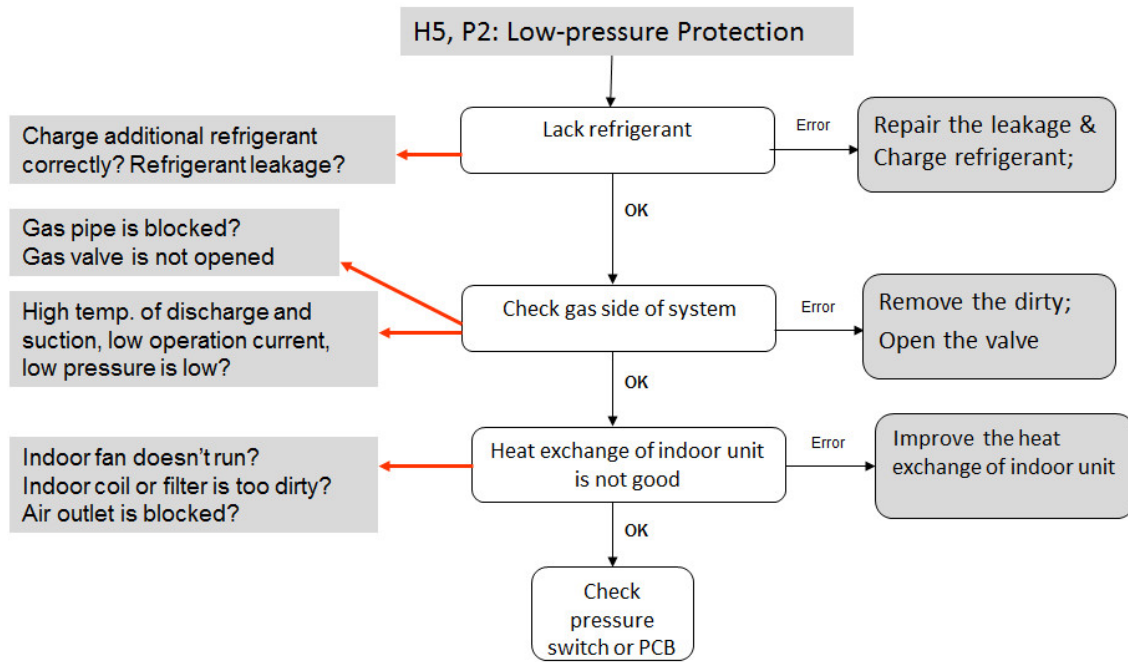 H5, P2: Low-pressure Protection
Lack refrigerant
Error
Repair the leakage &
Charge refrigerant;
Charge additional refrigerant
correctly? Refrigerant leakage?
OK
Gas pipe is blocked?
Gas valve is not opened
Check gas side of system
Error
Remove the dirty;
Open the valve
High temp. of discharge and
suction, low operation current,
low pressure is low?
OK
Heat exchange of indoor unit
is not good
Error
Improve the heat
exchange of indoor unit
Indoor fan doesn't run?
Indoor coil or filter is too dirty?
Air outlet is blocked?
OK
Check
pressure
switch or PCB